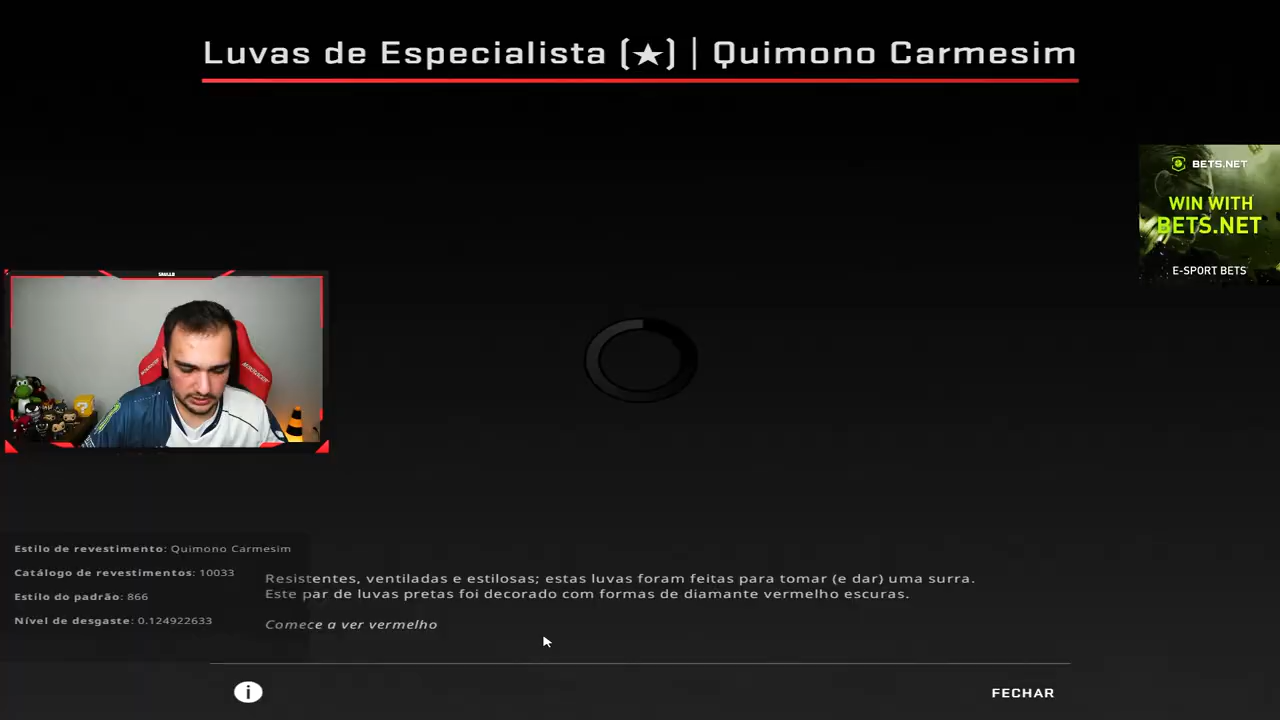 Luvas de Especialista (★) | Quimono Carmesim
BETS.NET
WIN WITH
BETS.NET
E-SPORT BETS
Estilo de revestimento: Quimono Carmesim
Catálogo de revestimentos: 10033
Estilo do padrão: 866
Nível de desgaste: 0.124922633
Resistentes, ventiladas e estilosas; estas luvas foram feitas para tomar (e dar) uma surra.
Este par de luvas pretas foi decorado com formas de diamante vermelho escuras.
Comece a ver vermelho
i
FECHAR